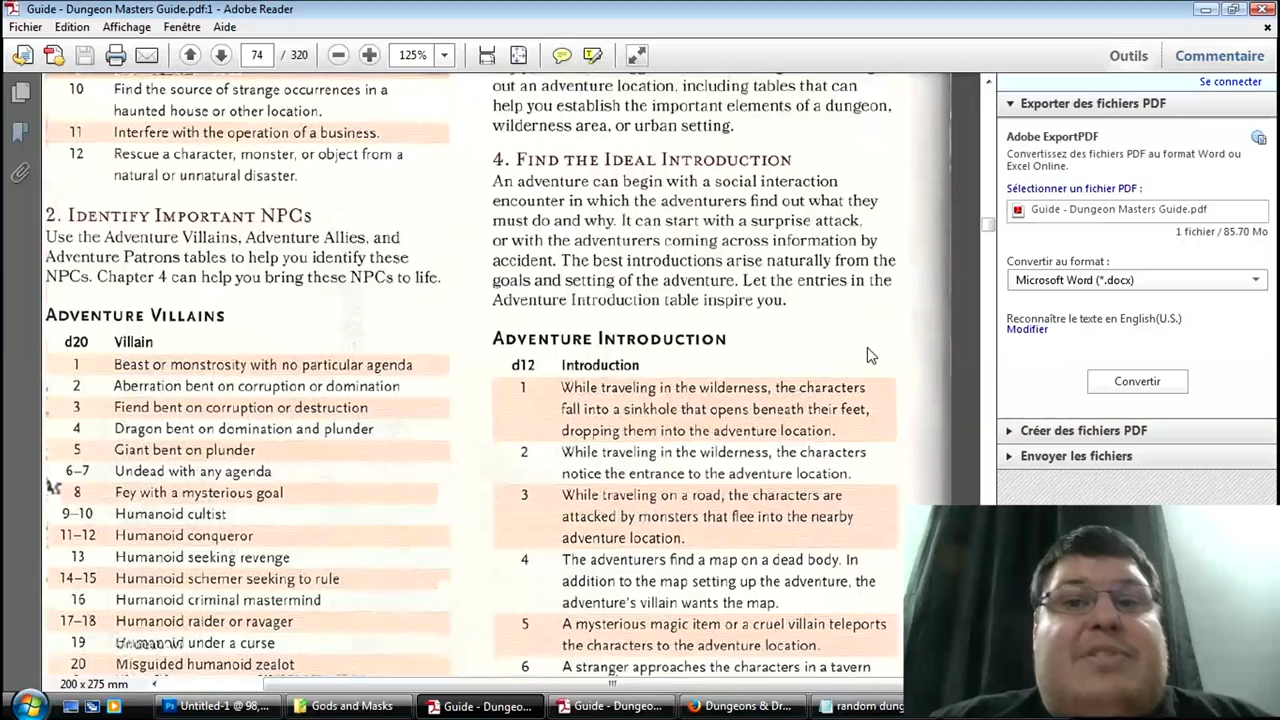 Guide - Dungeon Masters Guide.pdf:1 - Adobe Reader
Fichier Edition Affichage Fenêtre Aide
74 / 320 125% Outils Commentaire
10 Find the source of strange occurrences in a
haunted house or other location.
11 Interfere with the operation of a business.
12 Rescue a character, monster, or object from a
natural or unnatural disaster.
2. IDENTIFY IMPORTANT NPCS
Use the Adventure Villains, Adventure Allies, and
Adventure Patrons tables to help you identify these
NPCs. Chapter 4 can help you bring these NPCs to life.
ADVENTURE VILLAINS
d20 Villain
1 Beast or monstrosity with no particular agenda
2 Aberration bent on corruption or domination
3 Fiend bent on corruption or destruction
4 Dragon bent on domination and plunder
5 Giant bent on plunder
6–7 Undead with any agenda
8 Fey with a mysterious goal
9–10 Humanoid cultist
11–12 Humanoid conqueror
13 Humanoid seeking revenge
14–15 Humanoid schemer seeking to rule
16 Humanoid criminal mastermind
17–18 Humanoid raider or ravager
19 Humanoid under a curse
20 Misguided humanoid zealot
out an adventure location, including tables that can
help you establish the important elements of a dungeon,
wilderness area, or urban setting.
4. FIND THE IDEAL INTRODUCTION
An adventure can begin with a social interaction
encounter in which the adventurers find out what they
must do and why. It can start with a surprise attack,
or with the adventurers coming across information by
accident. The best introductions arise naturally from the
goals and setting of the adventure. Let the entries in the
Adventure Introduction table inspire you.
ADVENTURE INTRODUCTION
d12 Introduction
1 While traveling in the wilderness, the characters
fall into a sinkhole that opens beneath their feet,
dropping them into the adventure location.
2 While traveling in the wilderness, the characters
notice the entrance to the adventure location.
3 While traveling on a road, the characters are
attacked by monsters that flee into the nearby
adventure location.
4 The adventurers find a map on a dead body. In
addition to the map setting up the adventure, the
adventure's villain wants the map.
5 A mysterious magic item or a cruel villain teleports
the characters to the adventure location.
6 A stranger approaches the characters in a tavern
Se connecter
Exporter des fichiers PDF
Adobe ExportPDF
Convertissez des fichiers PDF au format Word ou
Excel Online.
Sélectionner un fichier PDF :
Guide - Dungeon Masters Guide.pdf
1 fichier / 85.70 Mo
Convertir au format :
Microsoft Word (*.docx)
Reconnaître le texte en English(U.S.)
Modifier
Convertir
Créer des fichiers PDF
Envoyer les fichiers
200 x 275 mm
Untitled-1 @ 98,... Gods and Masks Guide - Dungeo... Guide - Dungeo... Dungeons & Dr... random dung